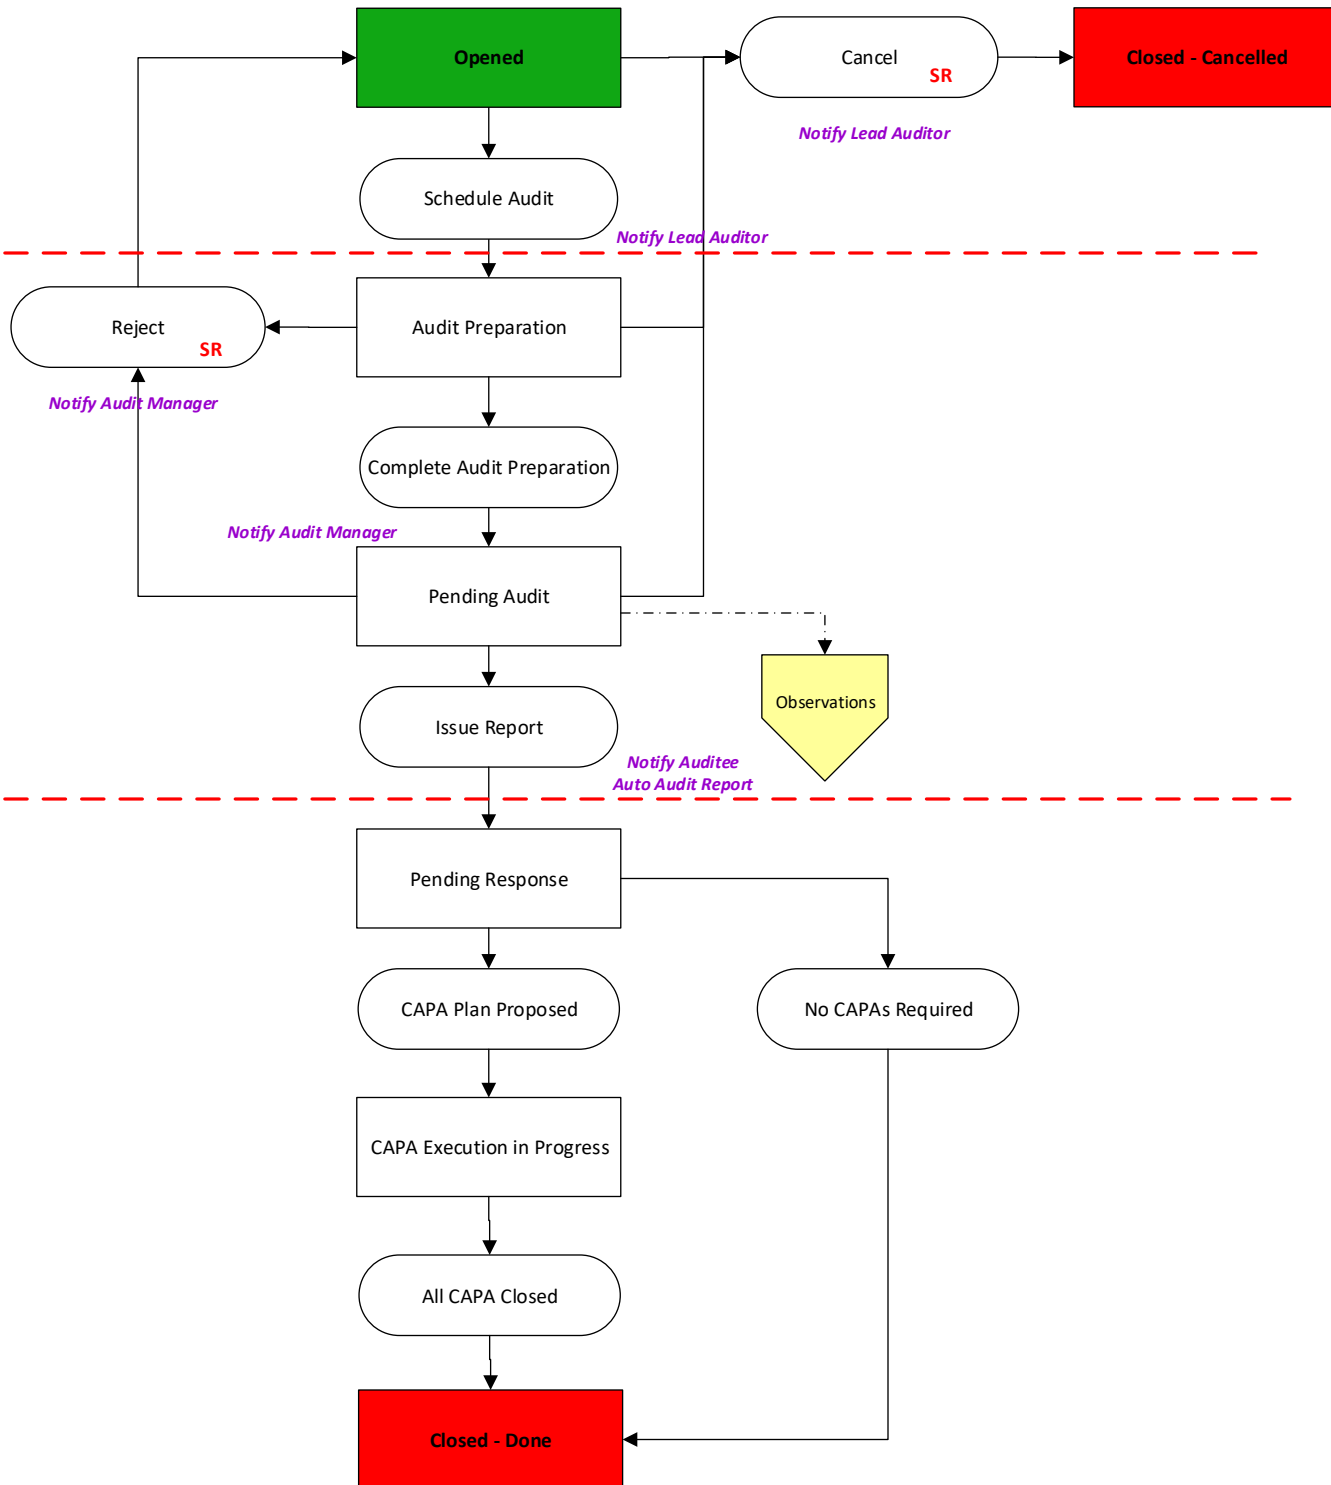 Opened
Cancel
SR
Closed - Cancelled
Notify Lead Auditor
Schedule Audit
Notify Lead Auditor
Reject
SR
Audit Preparation
Notify Audit Manager
Complete Audit Preparation
Notify Audit Manager
Pending Audit
Observations
Issue Report
Notify Auditee
Auto Audit Report
Pending Response
CAPA Plan Proposed
No CAPAs Required
CAPA Execution in Progress
All CAPA Closed
Closed - Done